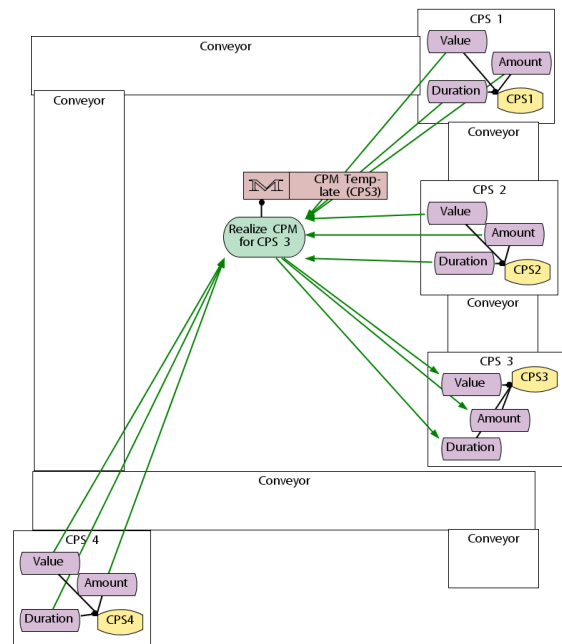 CPS 1
Value
Amount
Duration
CPS1
Conveyor
Conveyor
Conveyor
M
CPM Temp-
late (CPS3)
Realize CPM
for CPS 3
CPS 2
Value
Amount
Duration
CPS2
Conveyor
CPS 3
CPS3
Value
Amount
Duration
Conveyor
CPS 4
Value
Amount
Duration
CPS4
Conveyor